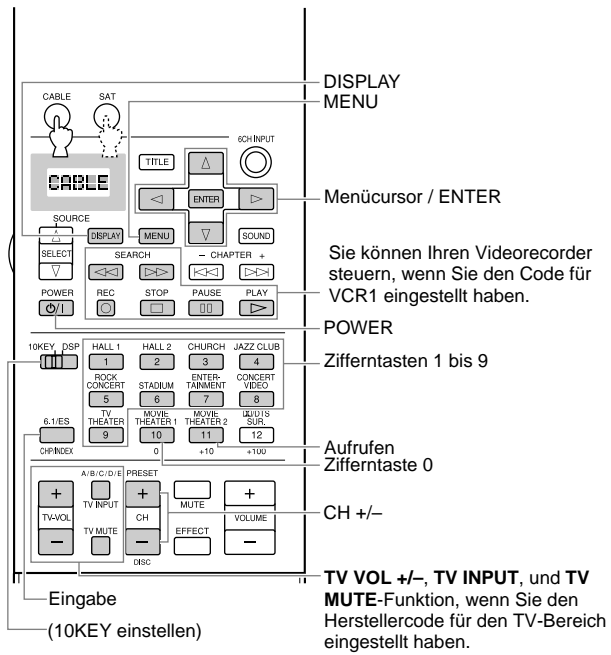 CABLE SAT
DISPLAY
MENU
6CH INPUT
TITLE
CABLE
ENTER
Menücursor / ENTER
SOURCE
SELECT
DISPLAY MENU SOUND
SEARCH – CHAPTER +
Sie können Ihren Videorecorder
steuern, wenn Sie den Code für
VCR1 eingestellt haben.
POWER REC STOP PAUSE PLAY
POWER
10KEY DSP HALL 1 HALL 2 CHURCH JAZZ CLUB
1 2 3 4
Zifferntasten 1 bis 9
ROCK
CONCERT STADIUM ENTER-
TAINMENT CONCERT
VIDEO
5 6 7 8
TV
THEATER MOVIE
THEATER 1 MOVIE
THEATER 2 /DTS
SUR.
6.1/ES 9 10 11 12
CHP/INDEX 0 +10 +100
Aufrufen
Zifferntaste 0
A/B/C/D/E PRESET
+ TV INPUT + MUTE +
TV-VOL CH VOLUME
– TV MUTE – EFFECT –
DISC
CH +/–
TV VOL +/–, TV INPUT, und TV
MUTE-Funktion, wenn Sie den
Herstellercode für den TV-Bereich
eingestellt haben.
Eingabe
(10KEY einstellen)